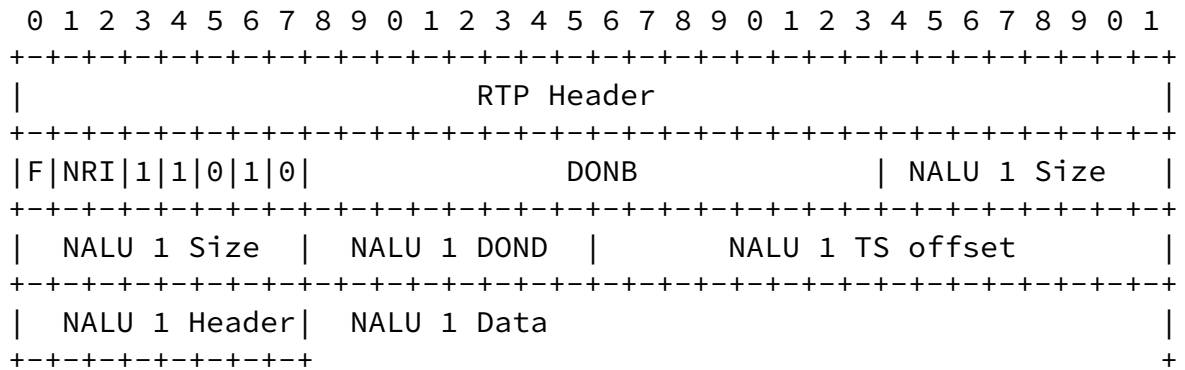 0 1 2 3 4 5 6 7 8 9 0 1 2 3 4 5 6 7 8 9 0 1 2 3 4 5 6 7 8 9 0 1
+-+-+-+-+-+-+-+-+-+-+-+-+-+-+-+-+-+-+-+-+-+-+-+-+-+-+-+-+-+-+-+-+
|                          RTP Header                           |
+-+-+-+-+-+-+-+-+-+-+-+-+-+-+-+-+-+-+-+-+-+-+-+-+-+-+-+-+-+-+-+-+
|F|NRI|1|1|0|1|0|              DONB             |  NALU 1 Size  |
+-+-+-+-+-+-+-+-+-+-+-+-+-+-+-+-+-+-+-+-+-+-+-+-+-+-+-+-+-+-+-+-+
|  NALU 1 Size  |  NALU 1 DOND  |       NALU 1 TS offset        |
+-+-+-+-+-+-+-+-+-+-+-+-+-+-+-+-+-+-+-+-+-+-+-+-+-+-+-+-+-+-+-+-+
|  NALU 1 Header|  NALU 1 Data                                  |
+-+-+-+-+-+-+-+-+                                               +